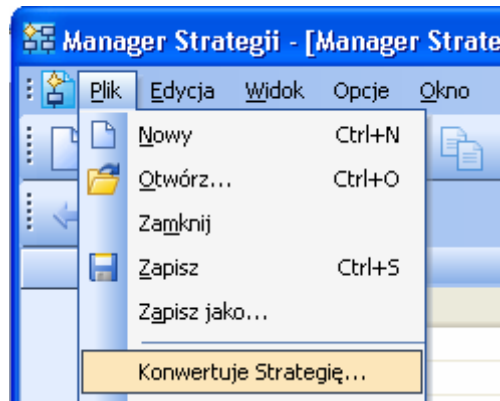 Manager Strategii - [Manager Strate
Plik Edycja Widok Opcje Okno
Nowy Ctrl+N
Otwórz... Ctrl+O
Zamknij
Zapisz Ctrl+S
Zapisz jako...
Konwertuje Strategię...